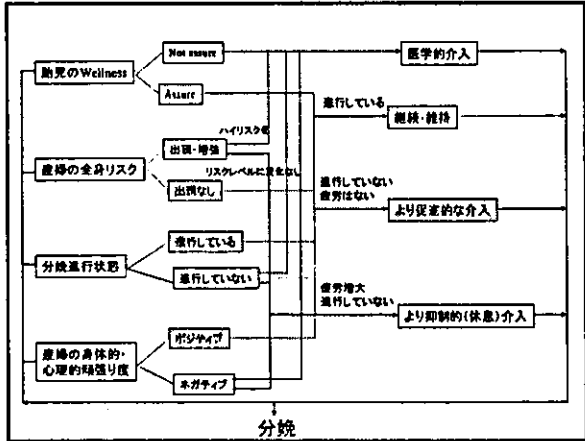 Not assure
医学的介入
胎児のWellness
Assure
進行している
継続・維持
ハイリスク化
出現・増強
産婦の全身リスク
リスクレベルに変化なし
出現なし
進行していない
疲労はない
より促進的な介入
進行している
分娩進行状態
進行していない
疲労増大
進行していない
より抑制的(休息)介入
ポジティブ
産婦の身体的・
心理的頑張り度
ネガティブ
分娩